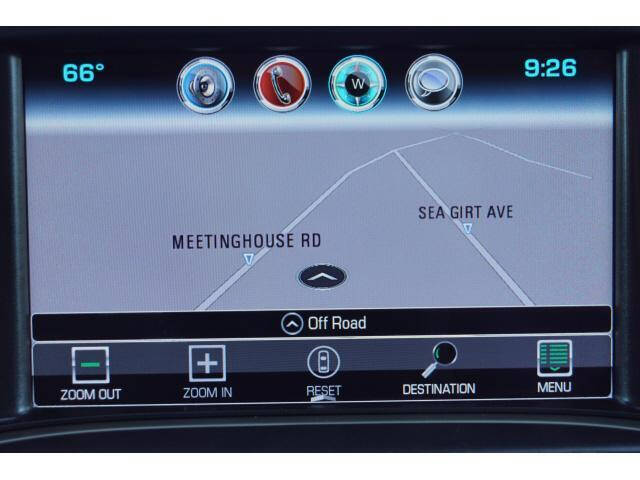 66°
W
9:26
SEA GIRT AVE
MEETINGHOUSE RD
Off Road
ZOOM OUT
ZOOM IN
RESET
DESTINATION
MENU